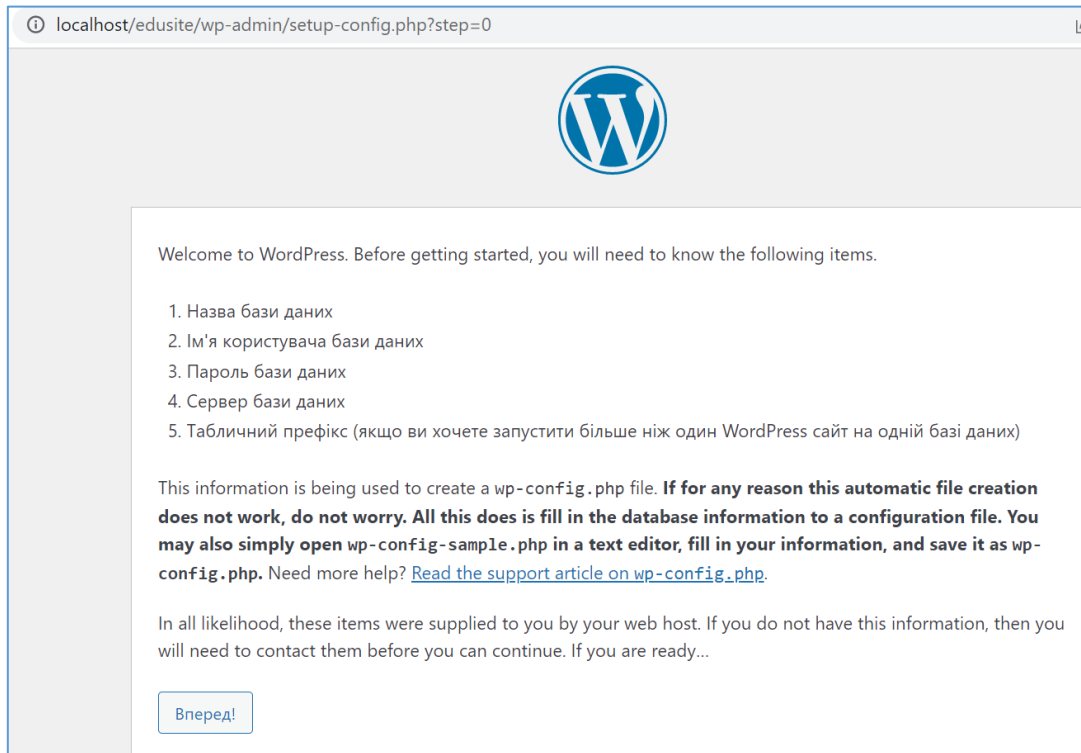 localhost/edusite/wp-admin/setup-config.php?step=0
Welcome to WordPress. Before getting started, you will need to know the following items.
1. Назва бази даних
2. Ім'я користувача бази даних
3. Пароль бази даних
4. Сервер бази даних
5. Табличний префікс (якщо ви хочете запустити більше ніж один WordPress сайт на одній базі даних)
This information is being used to create a wp-config.php file. If for any reason this automatic file creation
does not work, do not worry. All this does is fill in the database information to a configuration file. You
may also simply open wp-config-sample.php in a text editor, fill in your information, and save it as wp-
config.php. Need more help? Read the support article on wp-config.php.
In all likelihood, these items were supplied to you by your web host. If you do not have this information, then you
will need to contact them before you can continue. If you are ready…
Вперед!